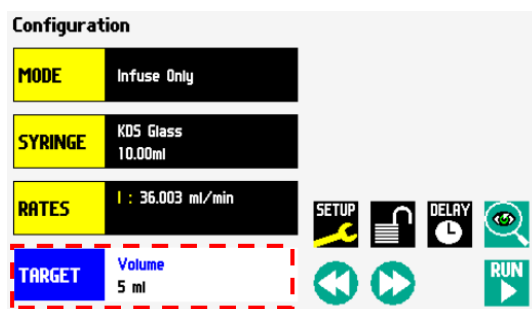 Configuration
MODE
Infuse Only
SYRINGE
KDS Glass
10.00ml
RATES
I : 36.003 ml/min
TARGET
Volume
5 ml
SETUP
DELAY
RUN